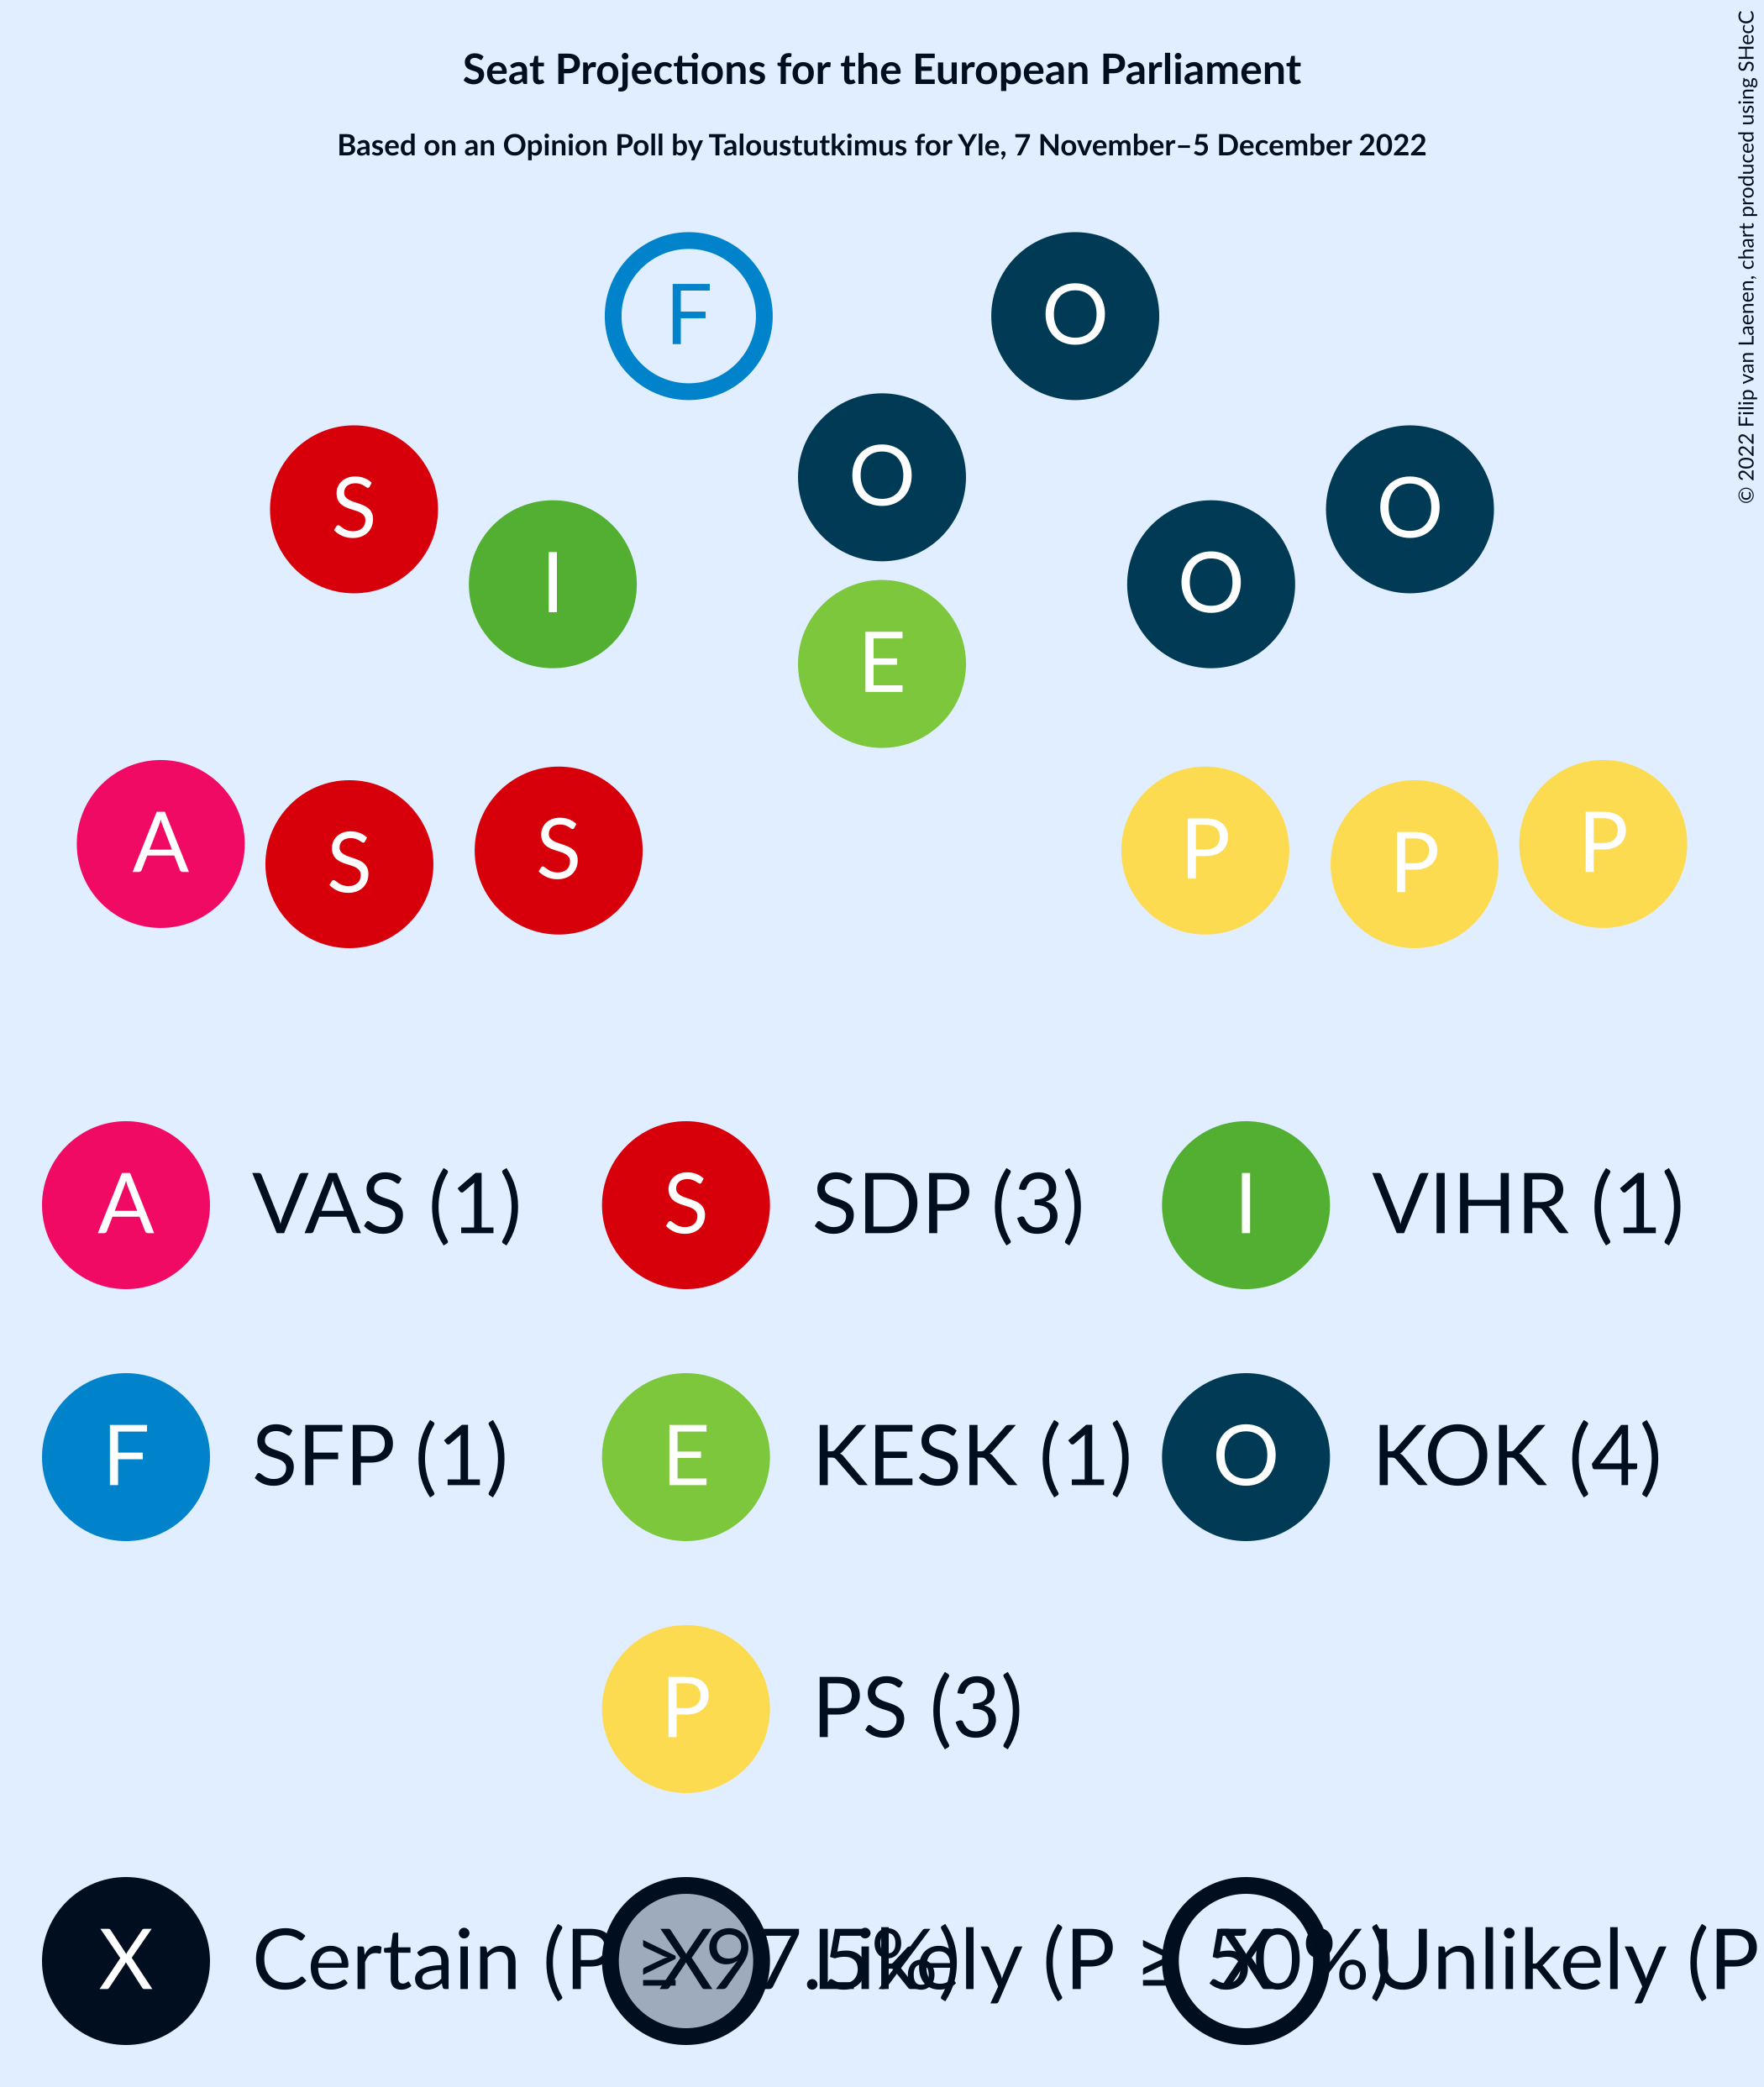 Seat Projections for the European Parliament
Based on an Opinion Poll by Taloustutkimus for Yle, 7 November–5 December 2022
© 2022 Filip van Laenen, chart produced using SHecC
F
O
O
S
O
I
O
E
A
S
S
P
P
P
A VAS (1)
S SDP (3)
I VIHR (1)
F SFP (1)
E KESK (1)
O KOK (4)
P PS (3)
X Certain (P ≥ 97.5%)
X Likely (P ≥ 50%)
X Unlikely (P